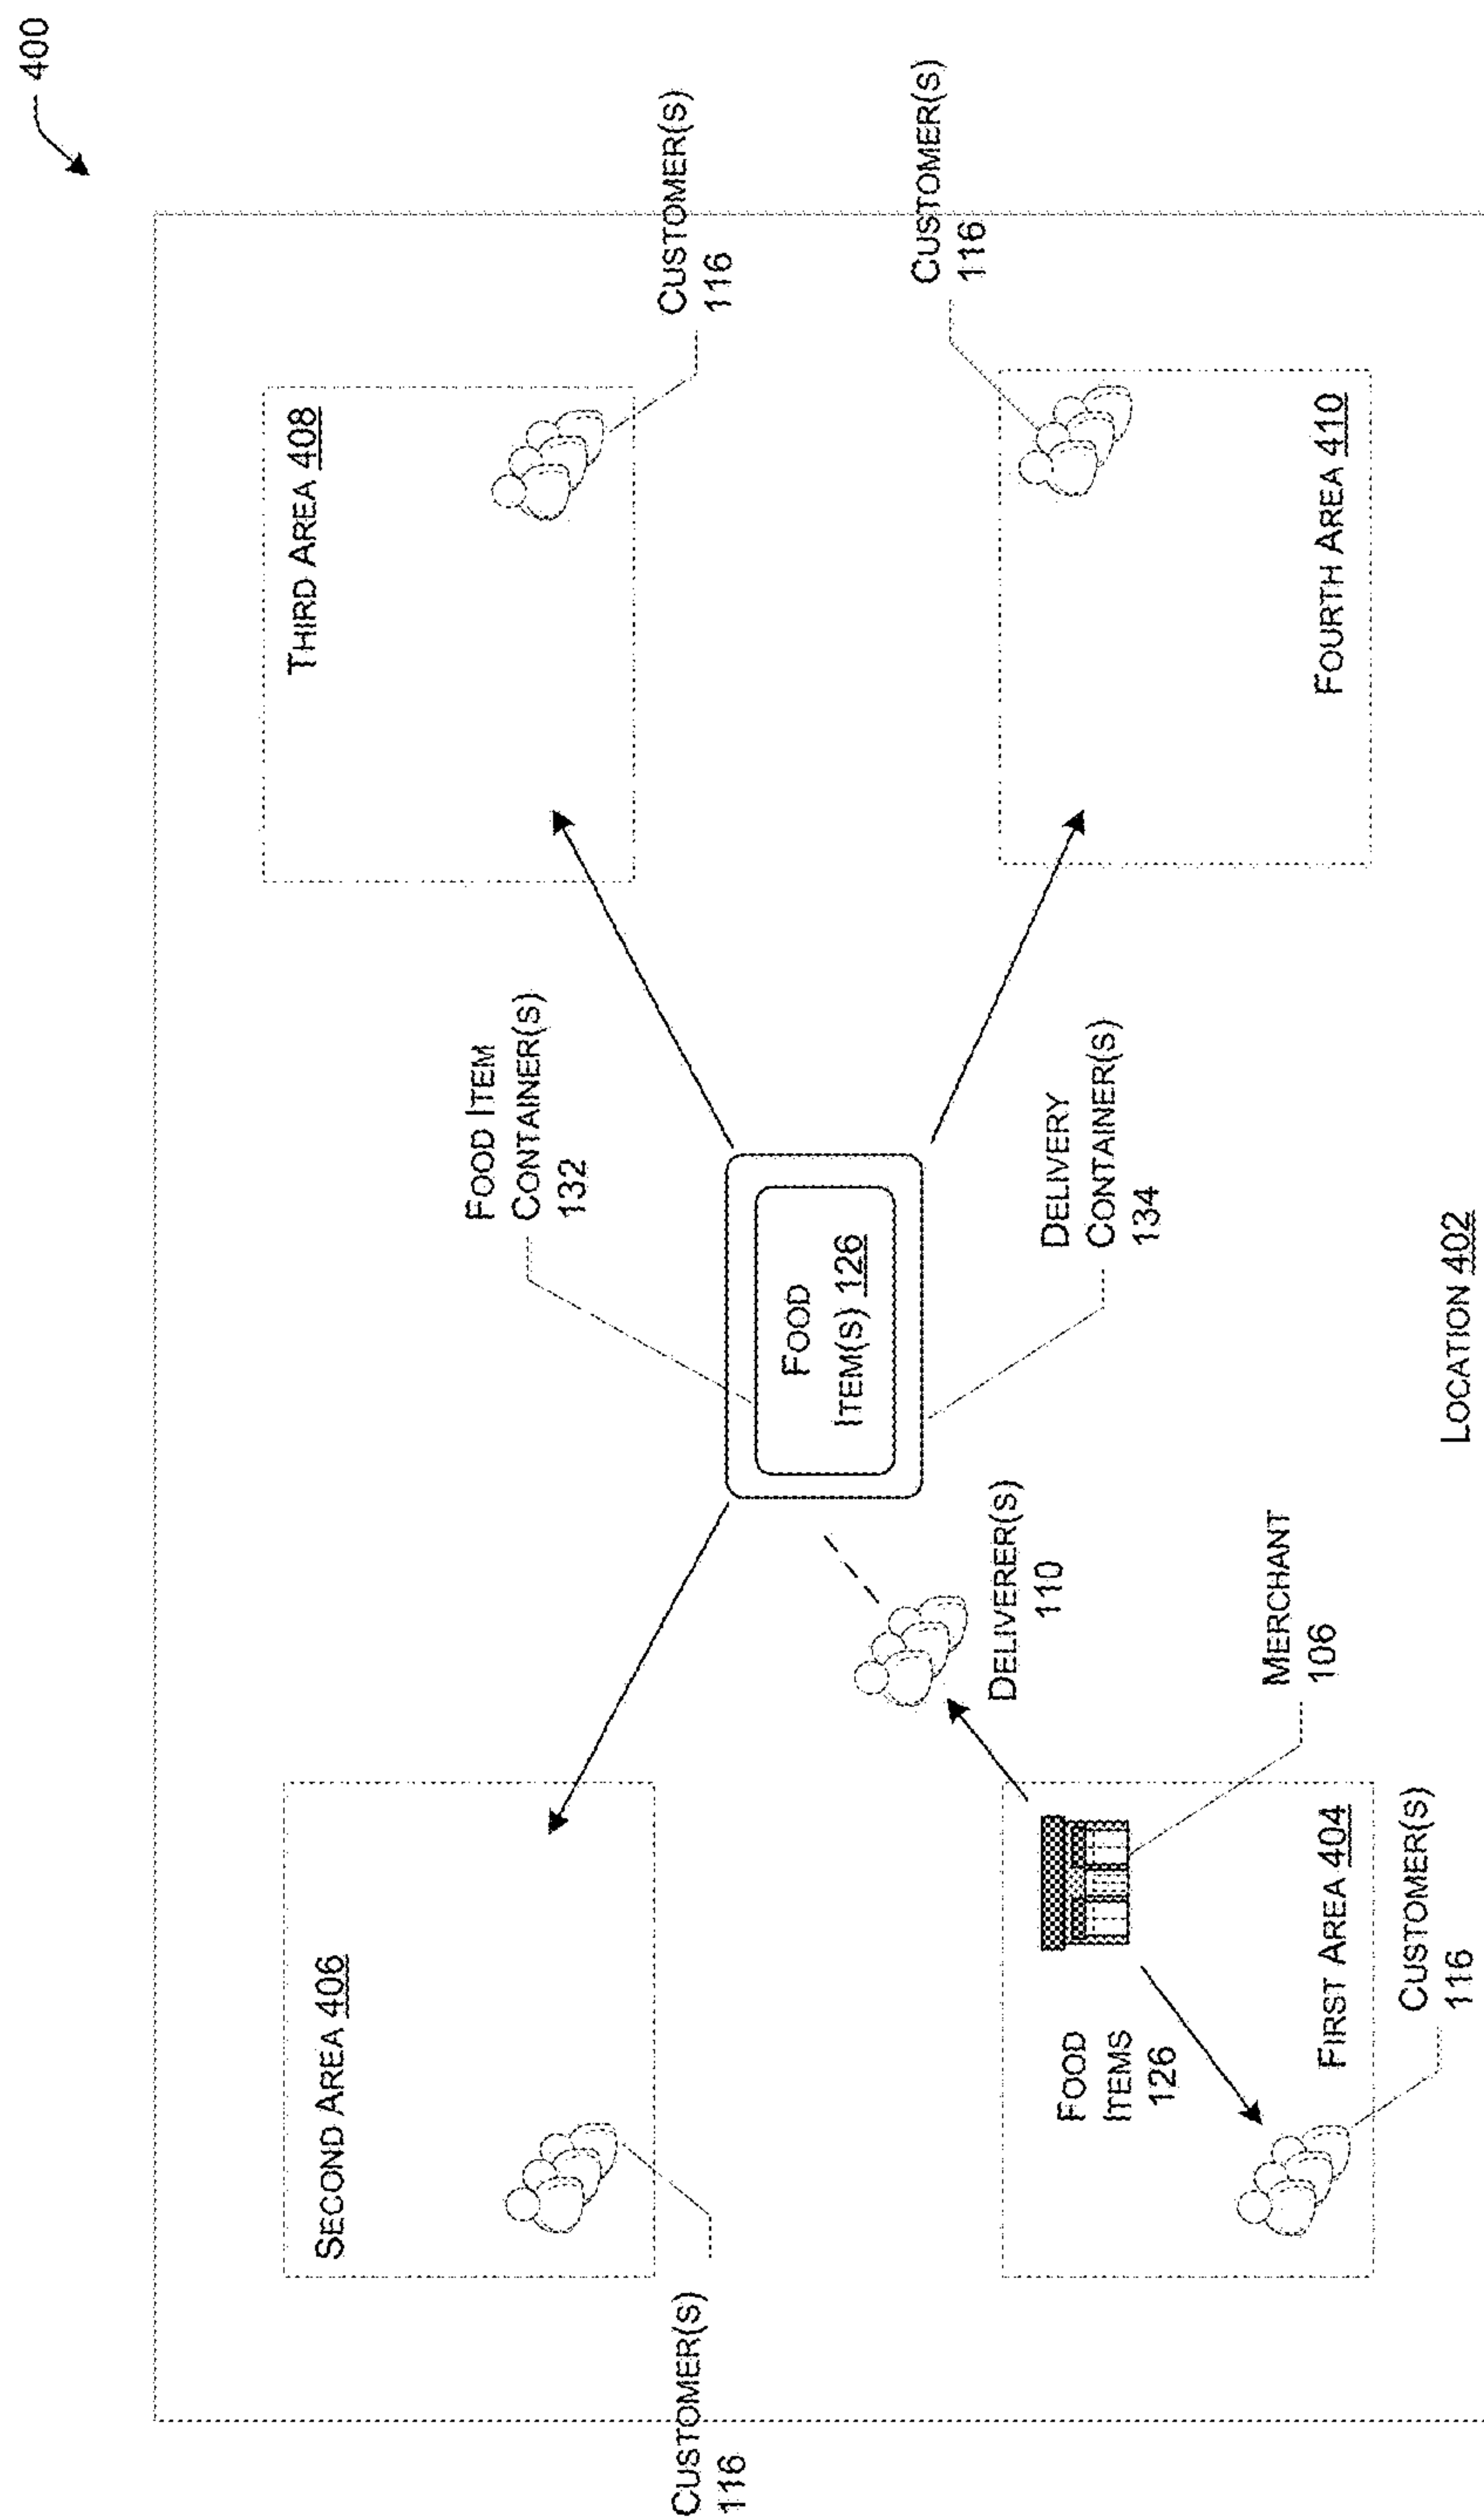 400
SECOND AREA 406
THIRD AREA 408
CUSTOMER(S)
116
CUSTOMER(S)
116
FOOD ITEM
CONTAINER(S)
132
FOOD
ITEM(S) 126
DELIVERER(S)
110
DELIVERY
CONTAINER(S)
134
CUSTOMER(S)
116
FOOD
ITEMS
126
MERCHANT
106
FIRST AREA 404
FOURTH AREA 410
CUSTOMER(S)
116
LOCATION 402